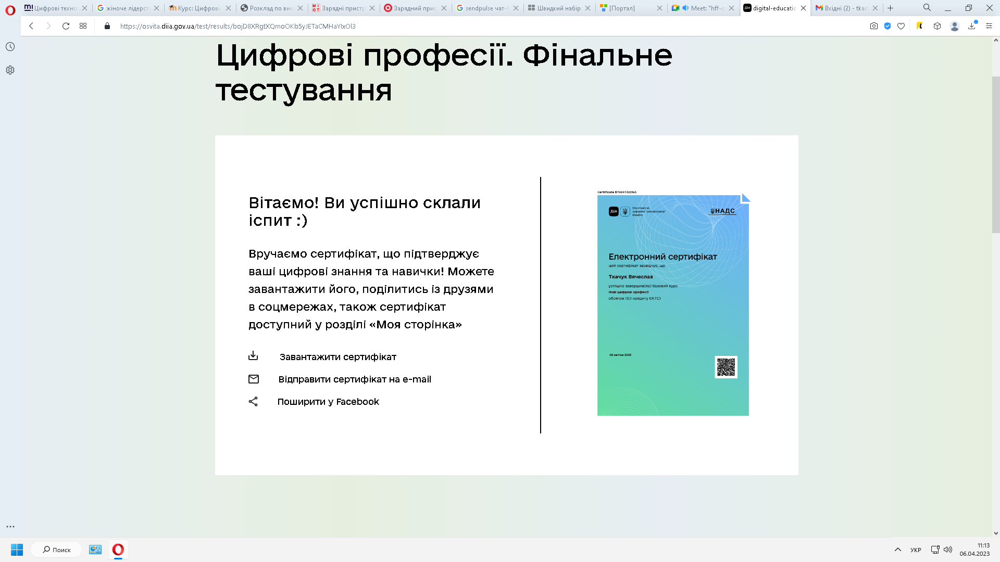 Цифрові техно
жіноче лідерст
Курс: Цифрові
Розклад по вик
Зарядні пристр
Зарядний прис
sendpulse чат-б
Швидкий набір
[Портал]
Meet: "hff-o
digital-educatio
Вхідні (2) - tkac
https://osvita.diia.gov.ua/test/results/bojD8XRgtXQmoOKb5yJETaCMHaYIxOl3
Цифрові професії. Фінальне
тестування
Вітаємо! Ви успішно склали
іспит :)
Вручаємо сертифікат, що підтверджує
ваші цифрові знання та навички! Можете
завантажити його, поділитись із друзями
в соцмережах, також сертифікат
доступний у розділі «Моя сторінка»
Завантажити сертифікат
Відправити сертифікат на e-mail
Поширити у Facebook
Certificate #T0047422163
Дія
Міністерство
цифрової трансформації
України
НАДС
Електронний сертифікат
цей сертифікат засвідчує, що
Ткачук Вячеслав
успішно завершив(ла) базовий курс
Нові цифрові професії
обсягом (0,1 кредиту ЄКТС)
06 квітня 2023
Поиск
УКР
11:13
06.04.2023